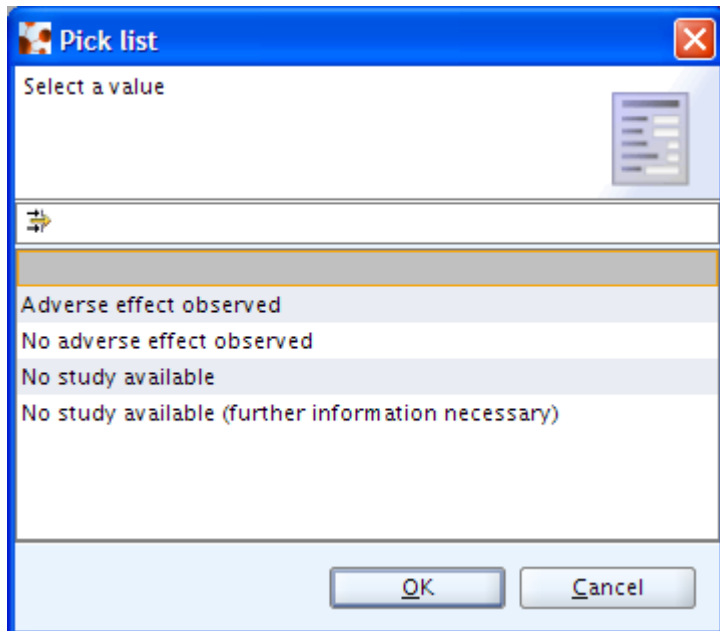 Pick list
Select a value
Adverse effect observed
No adverse effect observed
No study available
No study available (further information necessary)
OK
Cancel